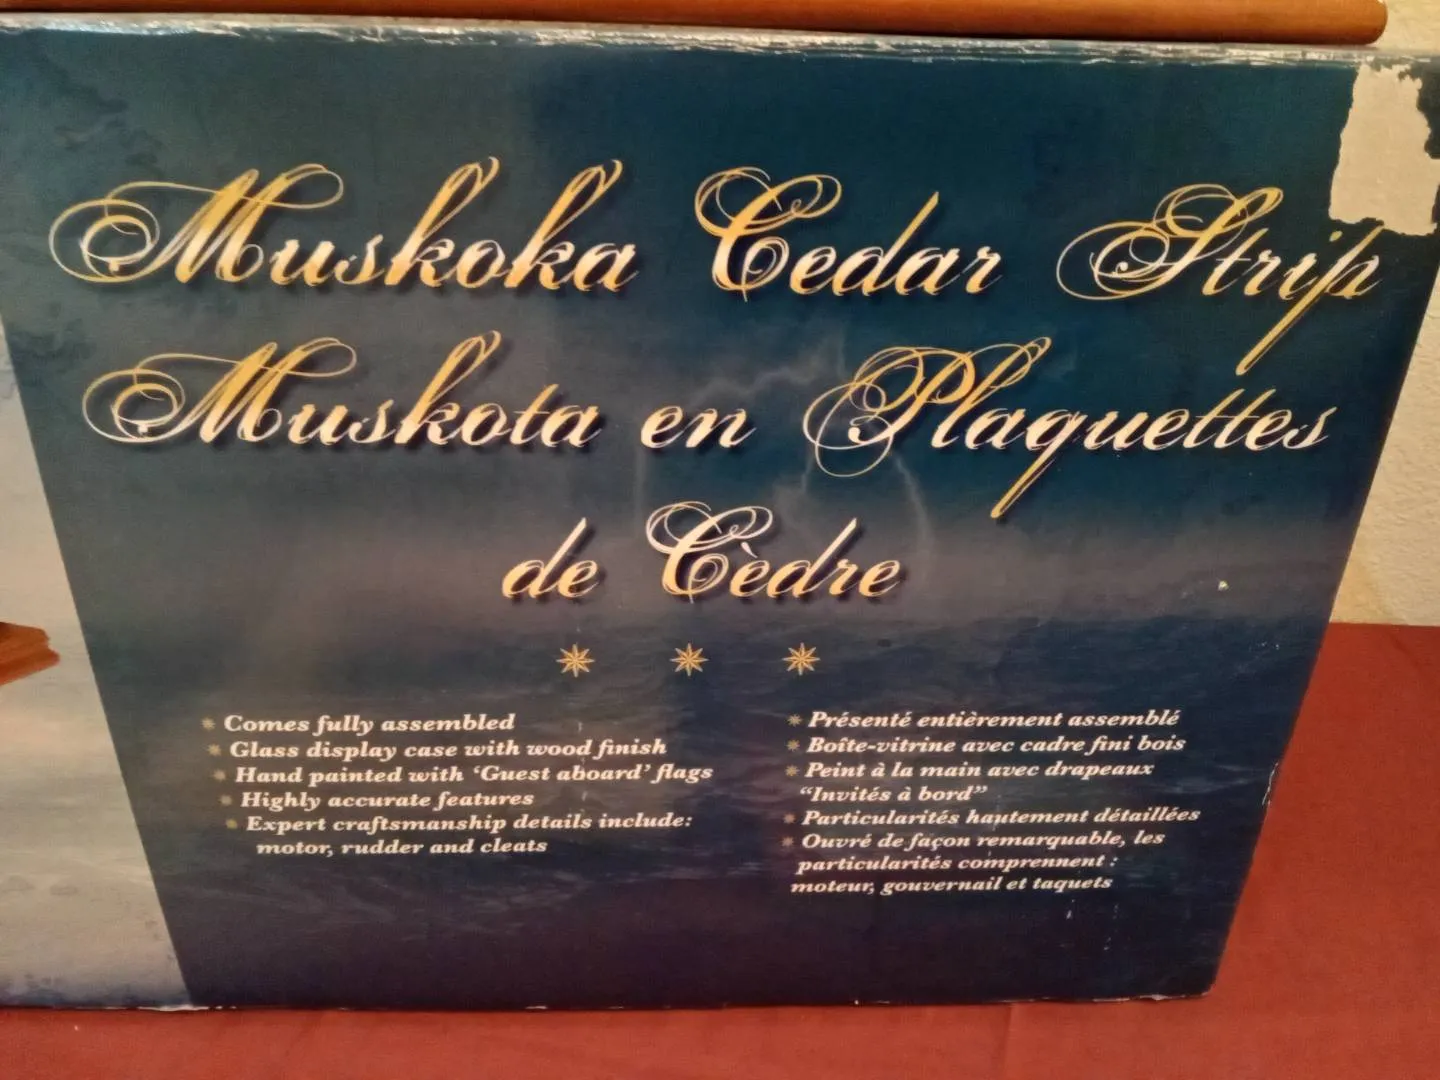 Muskoka Cedar Strip
Muskota en Plaquettes
de Cèdre
Comes fully assembled
Glass display case with wood finish
Hand painted with ‘Guest aboard’ flags
Highly accurate features
Expert craftsmanship details include:
motor, rudder and cleats
Présenté entièrement assemblé
Boîte-vitrine avec cadre fini bois
Peint à la main avec drapeaux
“Invités à bord”
Particularités hautement détaillées
Ouvré de façon remarquable, les
particularités comprennent :
moteur, gouvernail et taquets